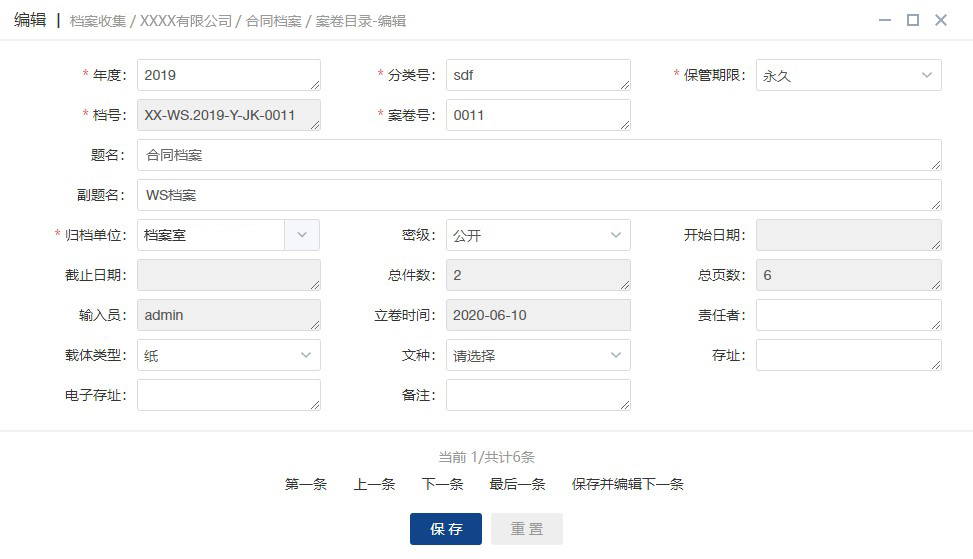 编辑 | 档案收集 / XXXX有限公司 / 合同档案 / 案卷目录-编辑
* 年度: 2019 * 分类号: sdf * 保管期限: 永久
* 档号: XX-WS.2019-Y-JK-0011 * 案卷号: 0011
题名: 合同档案
副题名: WS档案
* 归档单位: 档案室 密级: 公开 开始日期:
截止日期: 总件数: 2 总页数: 6
输入员: admin 立卷时间: 2020-06-10 责任者:
载体类型: 纸 文种: 请选择 存址:
电子存址: 备注:
当前 1/共计6条
第一条 上一条 下一条 最后一条 保存并编辑下一条
保存 重置